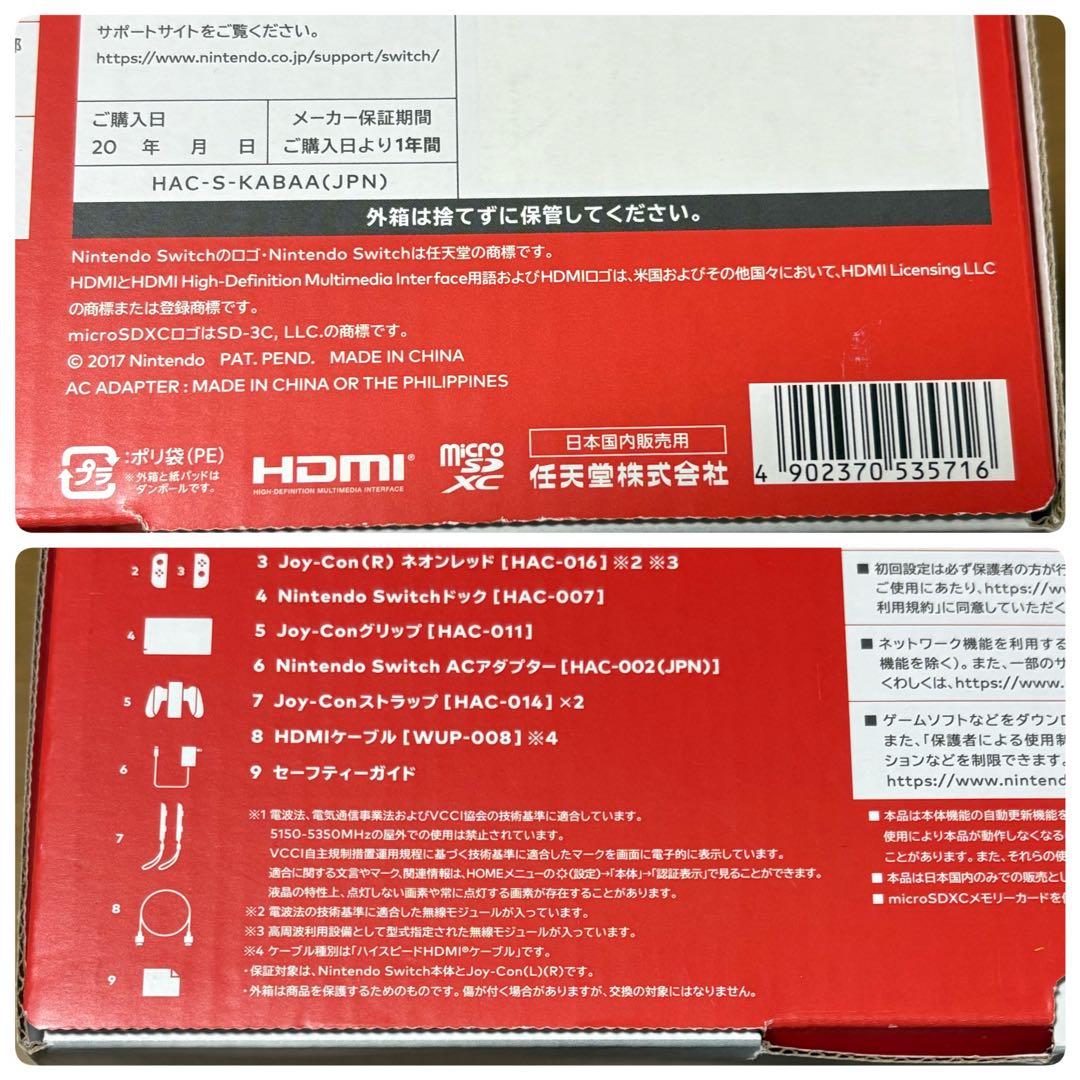 部
サポートサイトをご覧ください。
https://www.nintendo.co.jp/support/switch/
ご購入日
20 年 月 日
メーカー保証期間
ご購入日より1年間
HAC-S-KABAA(JPN)
外箱は捨てずに保管してください。
Nintendo Switchのロゴ・Nintendo Switchは任天堂の商標です。
HDMIとHDMI High-Definition Multimedia Interface用語およびHDMIロゴは、米国およびその他国々において、HDMI Licensing LLC
の商標または登録商標です。
microSDXCロゴはSD-3C, LLC.の商標です。
© 2017 Nintendo PAT. PEND. MADE IN CHINA
AC ADAPTER : MADE IN CHINA OR THE PHILIPPINES
プラ
:ポリ袋(PE)
※外箱と紙パッドは
ダンボールです。
HDMI®
HIGH-DEFINITION MULTIMEDIA INTERFACE
micro
SD
XC
日本国内販売用
任天堂株式会社
4 902370 535716
2 3
3 Joy-Con(R) ネオンレッド [HAC-016] ※2 ※3
4
4 Nintendo Switchドック [HAC-007]
5 Joy-Conグリップ [HAC-011]
6 Nintendo Switch ACアダプター [HAC-002(JPN)]
5
7 Joy-Conストラップ [HAC-014] ×2
8 HDMIケーブル [WUP-008] ※4
6
9 セーフティーガイド
※1 電波法、電気通信事業法およびVCCI協会の技術基準に適合しています。
5150-5350MHzの屋外での使用は禁止されています。
7
VCCI自主規制措置運用規程に基づく技術基準に適合したマークを画面に電子的に表示しています。
適合に関する文言やマーク、関連情報は、HOMEメニューの(設定)→「本体」→「認証表示」で見ることができます。
液晶の特性上、点灯しない画素や常に点灯する画素が存在することがあります。
8
※2 電波法の技術基準に適合した無線モジュールが入っています。
※3 高周波利用設備として型式指定された無線モジュールが入っています。
※4 ケーブル種別は「ハイスピードHDMI®ケーブル」です。
・保証対象は、Nintendo Switch本体とJoy-Con(L)(R)です。
9
・外箱は商品を保護するためのものです。傷が付く場合がありますが、交換の対象にはなりません。
■ 初回設定は必ず保護者の方が行
ご使用にあたり、https://ww
利用規約」に同意していただく
■ ネットワーク機能を利用する
機能を除く)。また、一部のサ
くわしくは、https://www.
■ ゲームソフトなどをダウンロ
また、「保護者による使用制
ションなどを制限できます。
https://www.nintend
■ 本品は本体機能の自動更新機能を
使用により本品が動作しなくなる
ことがあります。また、それらの使
■ 本品は日本国内のみでの販売とし
■ microSDXCメモリーカードを使